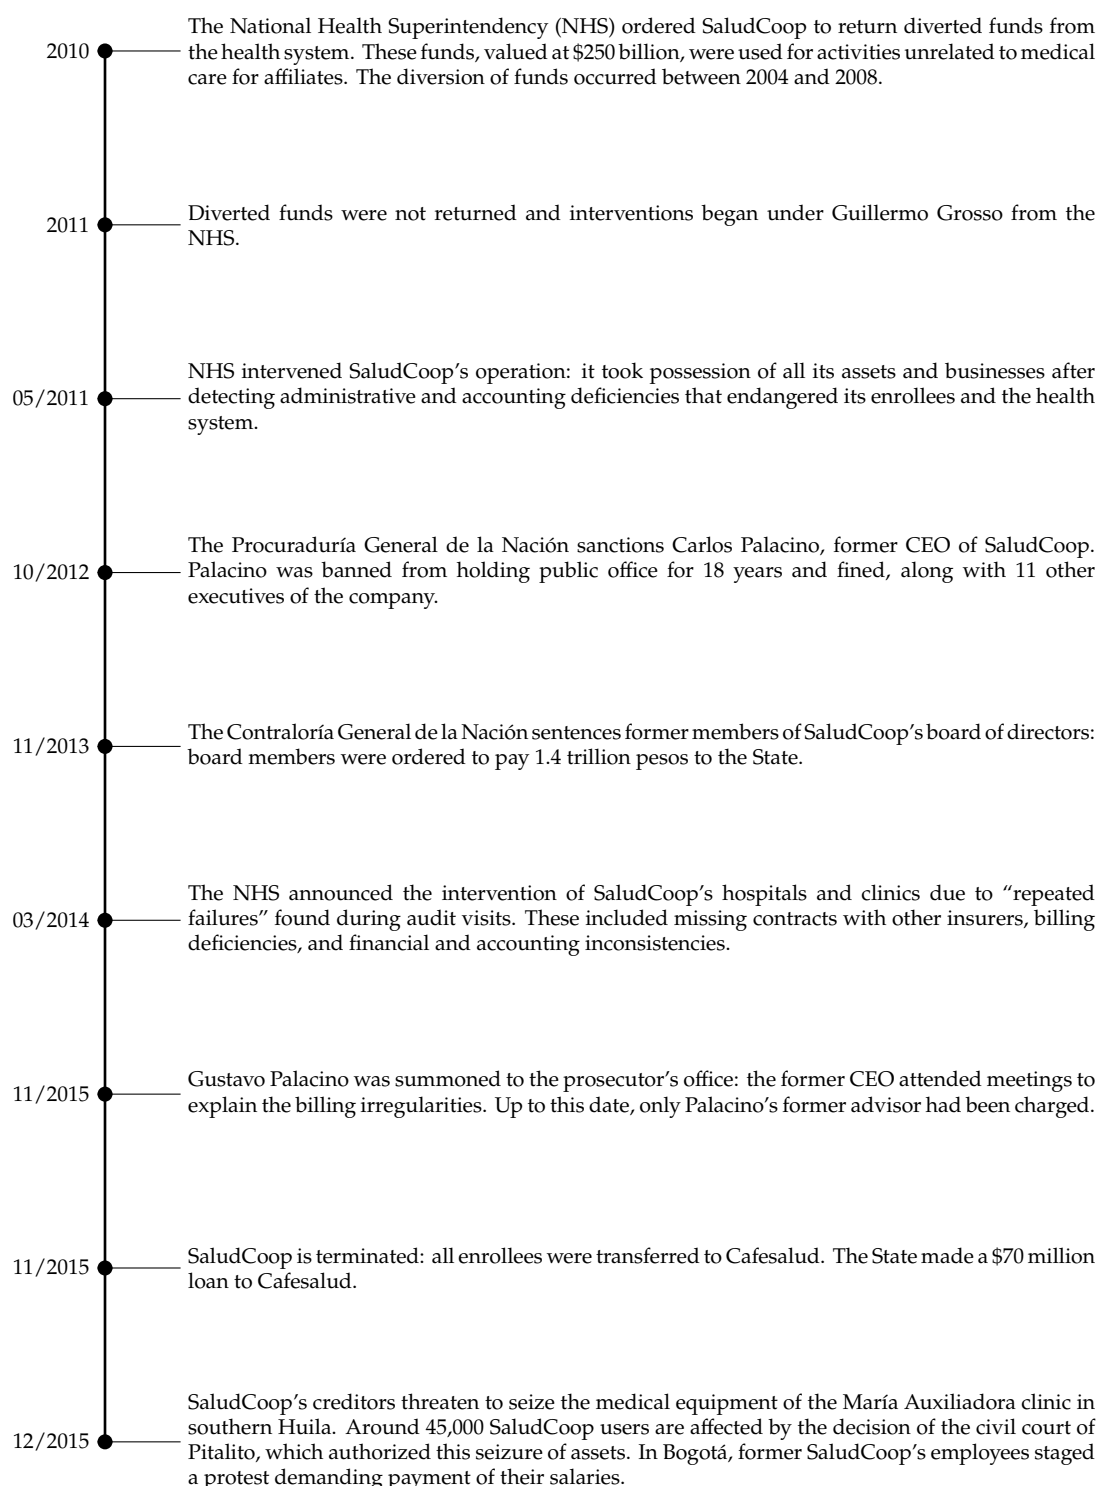 The National Health Superintendency (NHS) ordered SaludCoop to return diverted funds from
2010 the health system. These funds, valued at $250 billion, were used for activities unrelated to medical
care for affiliates. The diversion of funds occurred between 2004 and 2008.
Diverted funds were not returned and interventions began under Guillermo Grosso from the
2011
NHS.
NHS intervened SaludCoop's operation: it took possession of all its assets and businesses after
05/2011 detecting administrative and accounting deficiencies that endangered its enrollees and the health
system.
The Procuraduría General de la Nación sanctions Carlos Palacino, former CEO of SaludCoop.
10/2012 Palacino was banned from holding public office for 18 years and fined, along with 11 other
executives of the company.
The Contraloría General de la Nación sentences former members of SaludCoop's board of directors:
11/2013
board members were ordered to pay 1.4 trillion pesos to the State.
The NHS announced the intervention of SaludCoop's hospitals and clinics due to “repeated
03/2014 failures” found during audit visits. These included missing contracts with other insurers, billing
deficiencies, and financial and accounting inconsistencies.
Gustavo Palacino was summoned to the prosecutor's office: the former CEO attended meetings to
11/2015
explain the billing irregularities. Up to this date, only Palacino's former advisor had been charged.
SaludCoop is terminated: all enrollees were transferred to Cafesalud. The State made a $70 million
11/2015
loan to Cafesalud.
SaludCoop's creditors threaten to seize the medical equipment of the María Auxiliadora clinic in
southern Huila. Around 45,000 SaludCoop users are affected by the decision of the civil court of
12/2015
Pitalito, which authorized this seizure of assets. In Bogotá, former SaludCoop's employees staged
a protest demanding payment of their salaries.